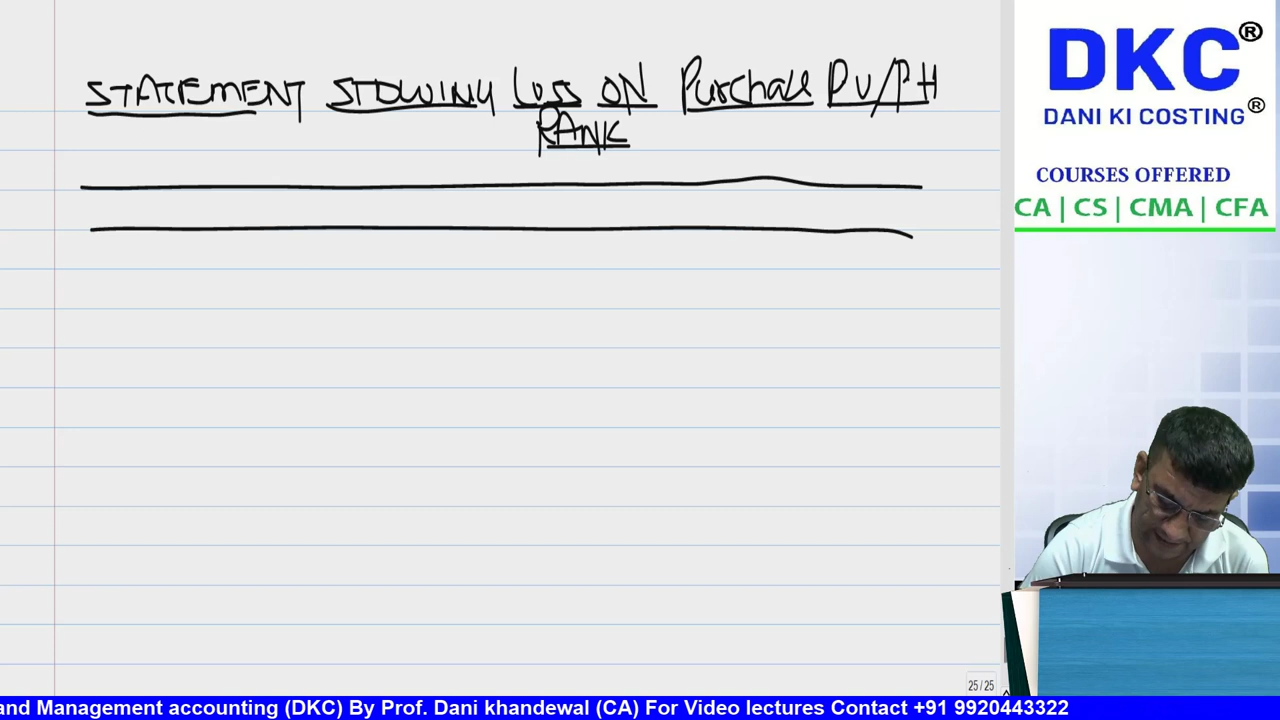 STATEMENT SHOWING LOSS ON Purchase PU/PH
RANK
DKC®
DANI KI COSTING®
COURSES OFFERED
CA | CS | CMA | CFA
25 / 25
and Management accounting (DKC) By Prof. Dani khandewal (CA) For Video lectures Contact +91 9920443322